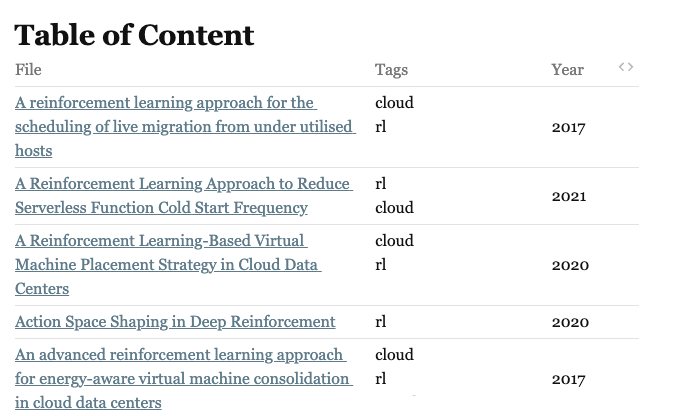 Table of Content
File Tags Year <>
A reinforcement learning approach for the
scheduling of live migration from under utilised
hosts
cloud
rl
2017
A Reinforcement Learning Approach to Reduce
Serverless Function Cold Start Frequency
rl
cloud
2021
A Reinforcement Learning-Based Virtual
Machine Placement Strategy in Cloud Data
Centers
cloud
rl
2020
Action Space Shaping in Deep Reinforcement
rl
2020
An advanced reinforcement learning approach
for energy-aware virtual machine consolidation
in cloud data centers
cloud
rl
2017